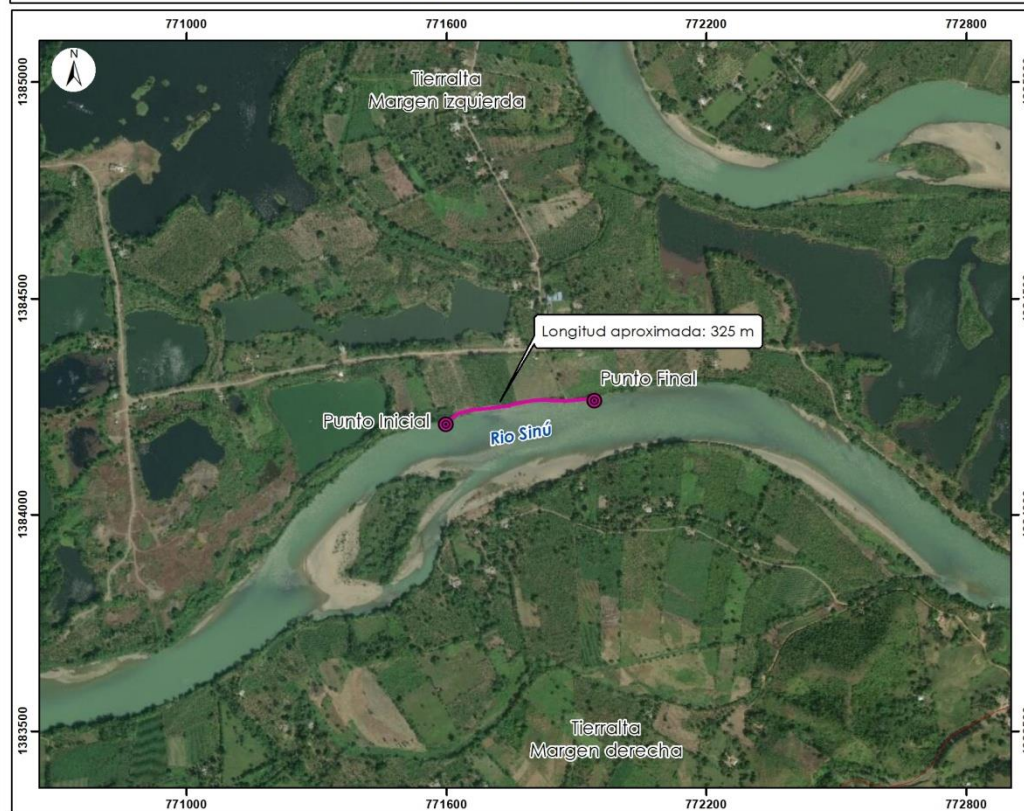 771000 771600 772200 772800
N
1385000
Tierralta
Margen izquierda
1384500
Longitud aproximada: 325 m
Punto Final
Punto Inicial
Rio Sinú
1384000
1383500
Tierralta
Margen derecha
771000 771600 772200 772800